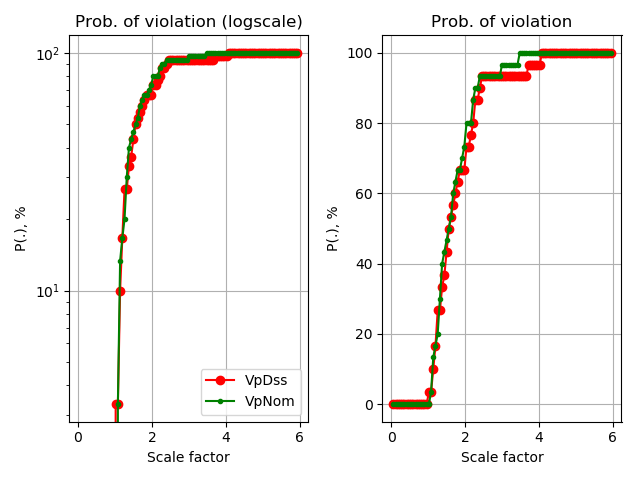 Prob. of violation (logscale)
P(.), %
10²
10¹
0 2 4 6
Scale factor
VpDss
VpNom
Prob. of violation
P(.), %
100
80
60
40
20
0
0 2 4 6
Scale factor